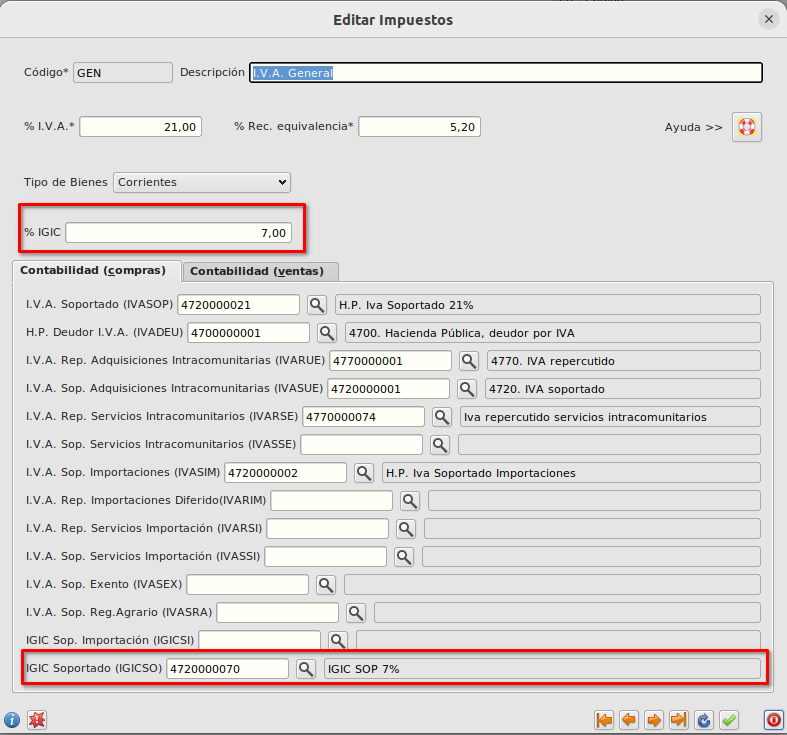 Editar Impuestos
Código* GEN Descripción I.V.A. General
% I.V.A.* 21,00 % Rec. equivalencia* 5,20 Ayuda >>
Tipo de Bienes Corrientes
% IGIC 7,00
Contabilidad (compras) Contabilidad (ventas)
I.V.A. Soportado (IVASOP) 4720000021 H.P. Iva Soportado 21%
H.P. Deudor I.V.A. (IVADEU) 4700000001 4700. Hacienda Pública, deudor por IVA
I.V.A. Rep. Adquisiciones Intracomunitarias (IVARUE) 4770000001 4770. IVA repercutido
I.V.A. Sop. Adquisiciones Intracomunitarias (IVASUE) 4720000001 4720. IVA soportado
I.V.A. Rep. Servicios Intracomunitarios (IVARSE) 4770000074 Iva repercutido servicios intracomunitarios
I.V.A. Sop. Servicios Intracomunitarios (IVASSE)
I.V.A. Sop. Importaciones (IVASIM) 4720000002 H.P. Iva Soportado Importaciones
I.V.A. Rep. Importaciones Diferido(IVARIM)
I.V.A. Rep. Servicios Importación (IVARSI)
I.V.A. Sop. Servicios Importación (IVASSI)
I.V.A. Sop. Exento (IVASEX)
I.V.A. Sop. Reg.Agrario (IVASRA)
IGIC Sop. Importación (IGICSI)
IGIC Soportado (IGICSO) 4720000070 IGIC SOP 7%